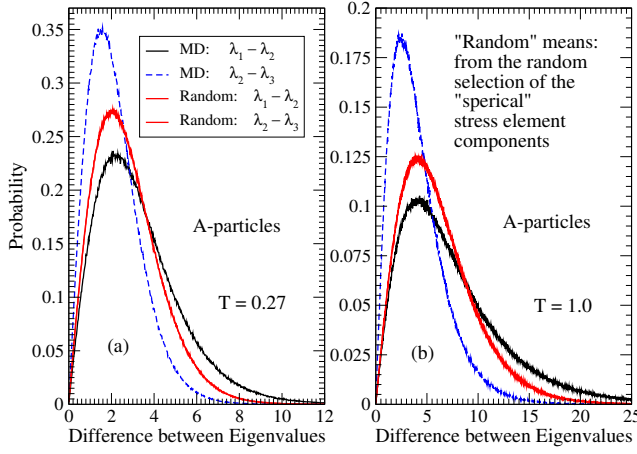 0.35
0.3
0.25
0.2
0.15
0.1
0.05
0
Probability
MD: λ₁ − λ₂
MD: λ₂ − λ₃
Random: λ₁ − λ₂
Random: λ₂ − λ₃
A-particles
T = 0.27
(a)
0 2 4 6 8 10 12
Difference between Eigenvalues
0.2
0.175
0.15
0.125
0.1
0.075
0.05
0.025
0
"Random" means:
from the random
selection of the
"sperical"
stress element
components
A-particles
T = 1.0
(b)
0 5 10 15 20 25
Difference between Eigenvalues